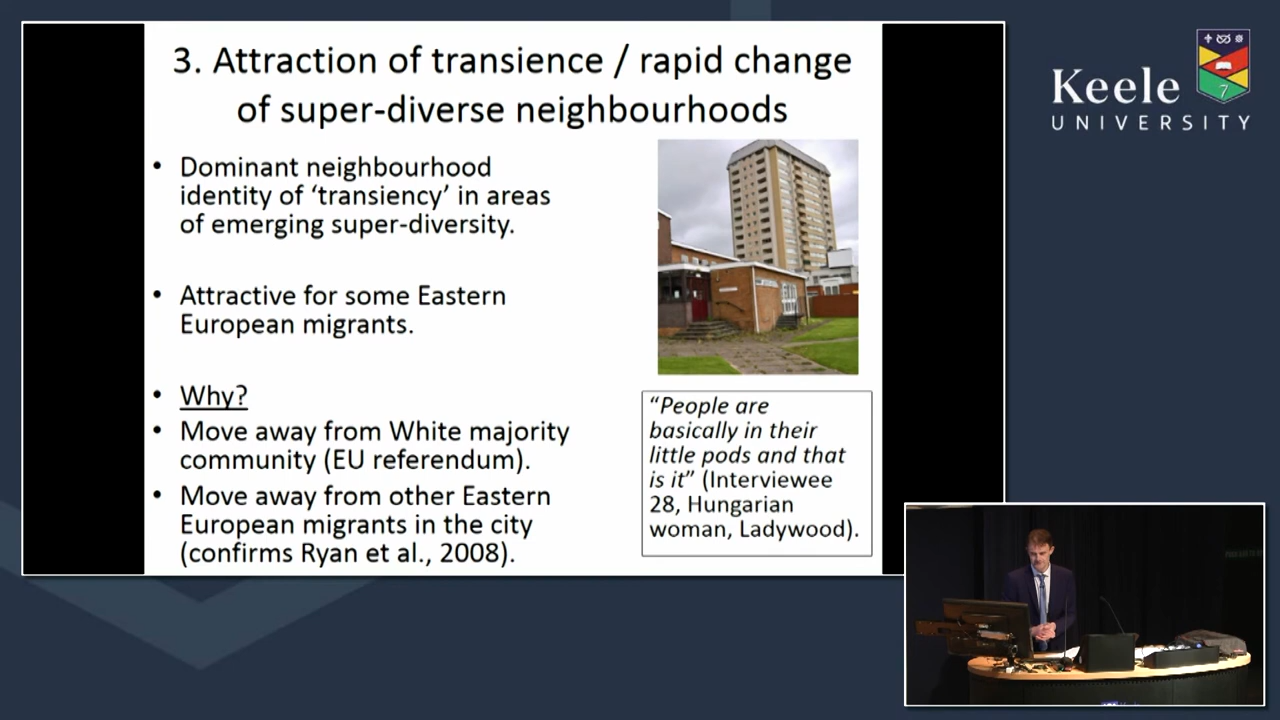 3. Attraction of transience / rapid change
of super-diverse neighbourhoods
• Dominant neighbourhood
identity of ‘transiency’ in areas
of emerging super-diversity.
• Attractive for some Eastern
European migrants.
• Why?
• Move away from White majority
community (EU referendum).
• Move away from other Eastern
European migrants in the city
(confirms Ryan et al., 2008).
“People are
basically in their
little pods and that
is it” (Interviewee
28, Hungarian
woman, Ladywood).
Keele
UNIVERSITY